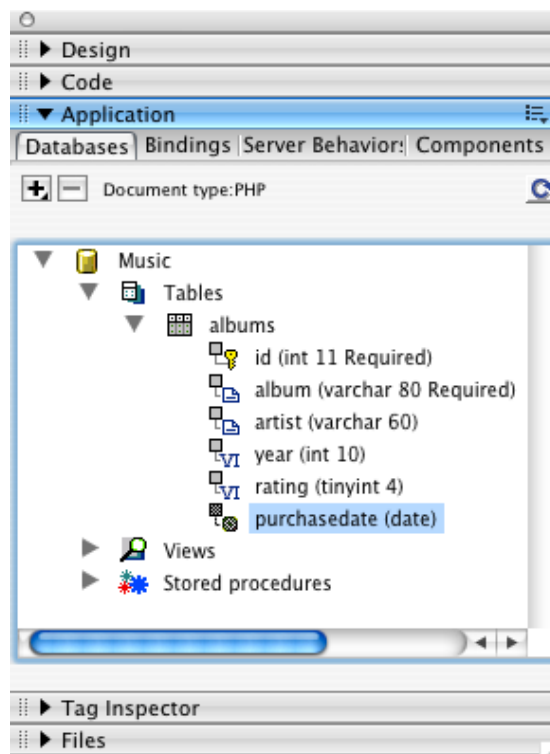 Design
Code
Application
Databases Bindings Server Behavior: Components
Document type:PHP
Music
Tables
albums
id (int 11 Required)
album (varchar 80 Required)
artist (varchar 60)
year (int 10)
rating (tinyint 4)
purchasedate (date)
Views
Stored procedures
Tag Inspector
Files